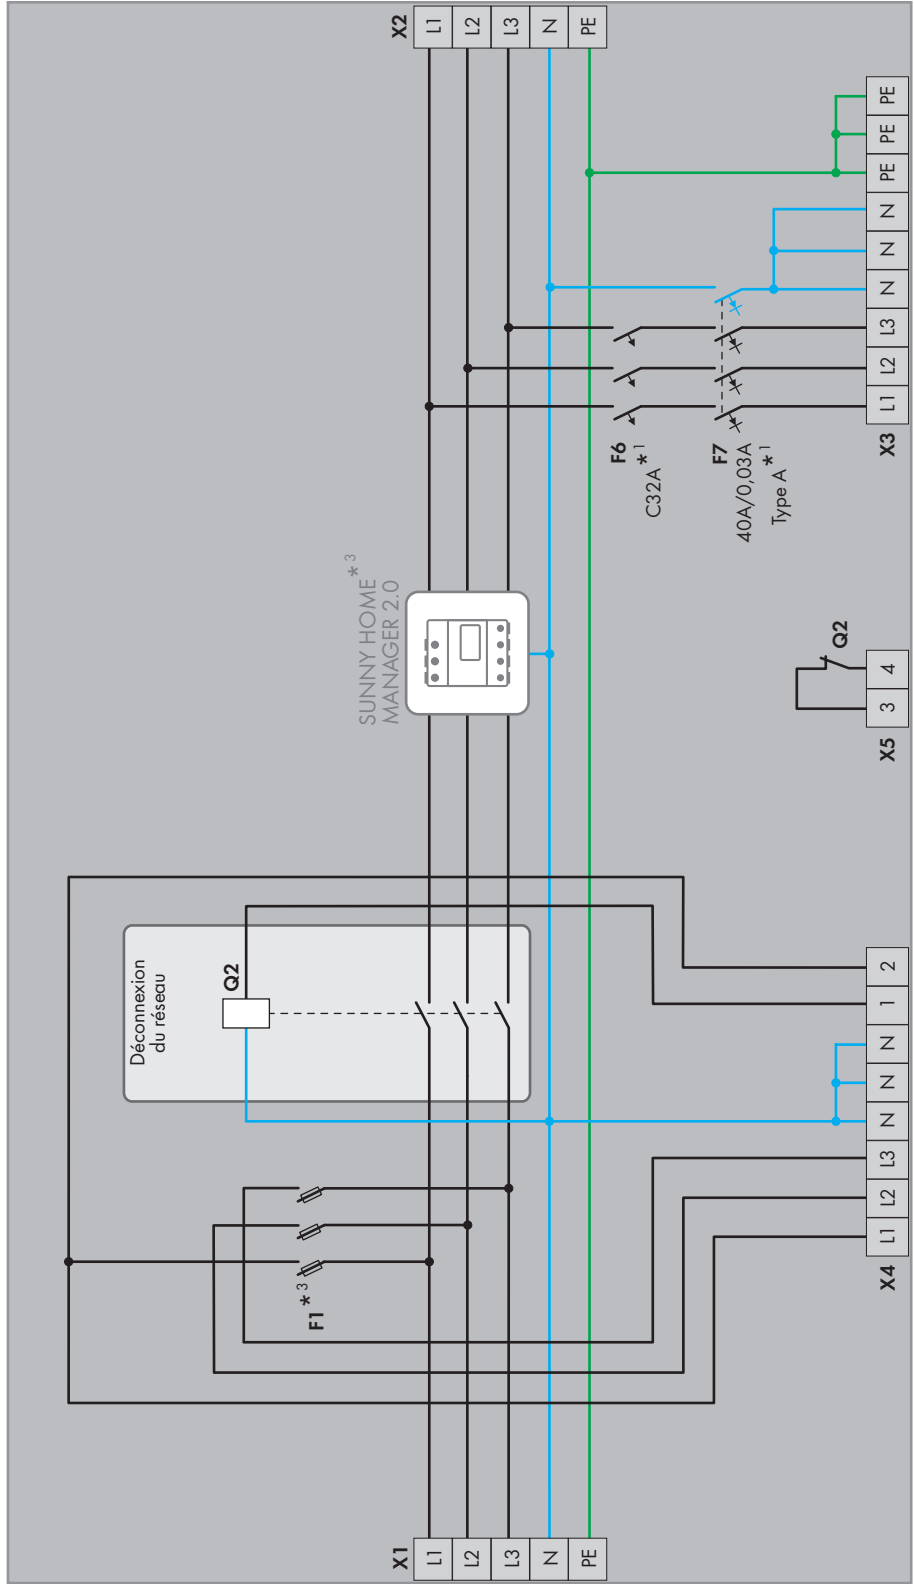 X1
L1
L2
L3
N
PE
F1 *3
Déconnexion
du réseau
Q2
SUNNY HOME *3
MANAGER 2.0
X2
L1
L2
L3
N
PE
F6
*1
C32A
F7
40A/0,03A
*1
Type A
X4
L1
L2
L3
N
N
N
1
2
X5
3
4
Q2
X3
L1
L2
L3
N
N
N
PE
PE
PE